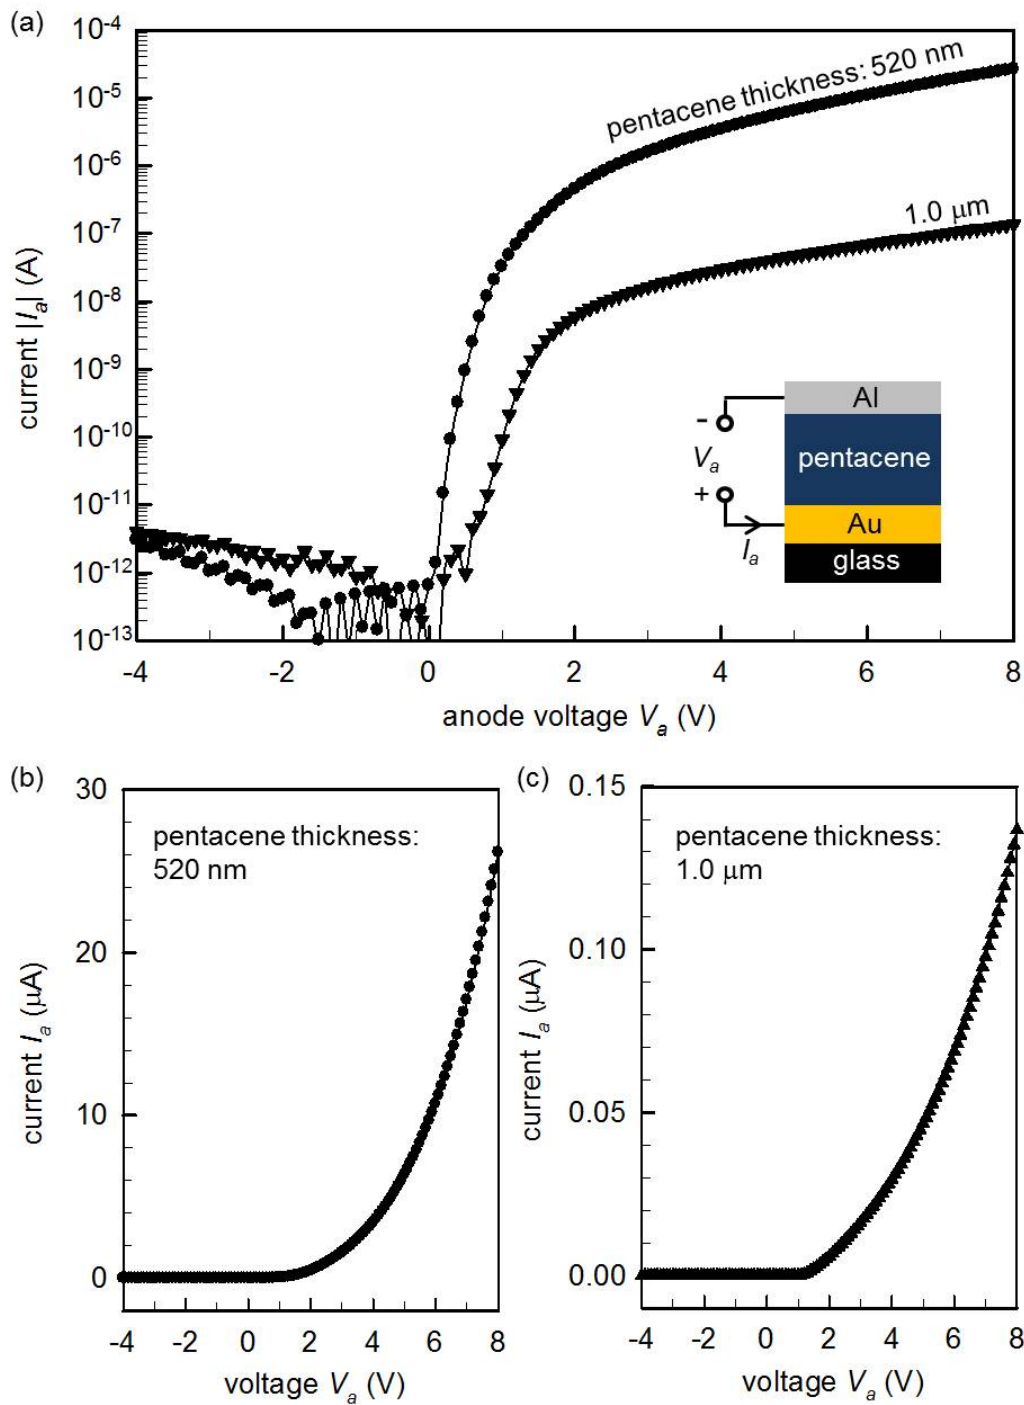 (a)
10⁻⁴
10⁻⁵
10⁻⁶
10⁻⁷
10⁻⁸
10⁻⁹
10⁻¹⁰
10⁻¹¹
10⁻¹²
10⁻¹³
current |Iₐ| (A)
pentacene thickness: 520 nm
1.0 μm
Al
-
pentacene
Vₐ
+
Au
Iₐ
glass
-4 -2 0 2 4 6 8
anode voltage Vₐ (V)
(b)
30
20
10
0
current Iₐ (μA)
pentacene thickness:
520 nm
-4 -2 0 2 4 6 8
voltage Vₐ (V)
(c)
0.15
0.10
0.05
0.00
current Iₐ (μA)
pentacene thickness:
1.0 μm
-4 -2 0 2 4 6 8
voltage Vₐ (V)